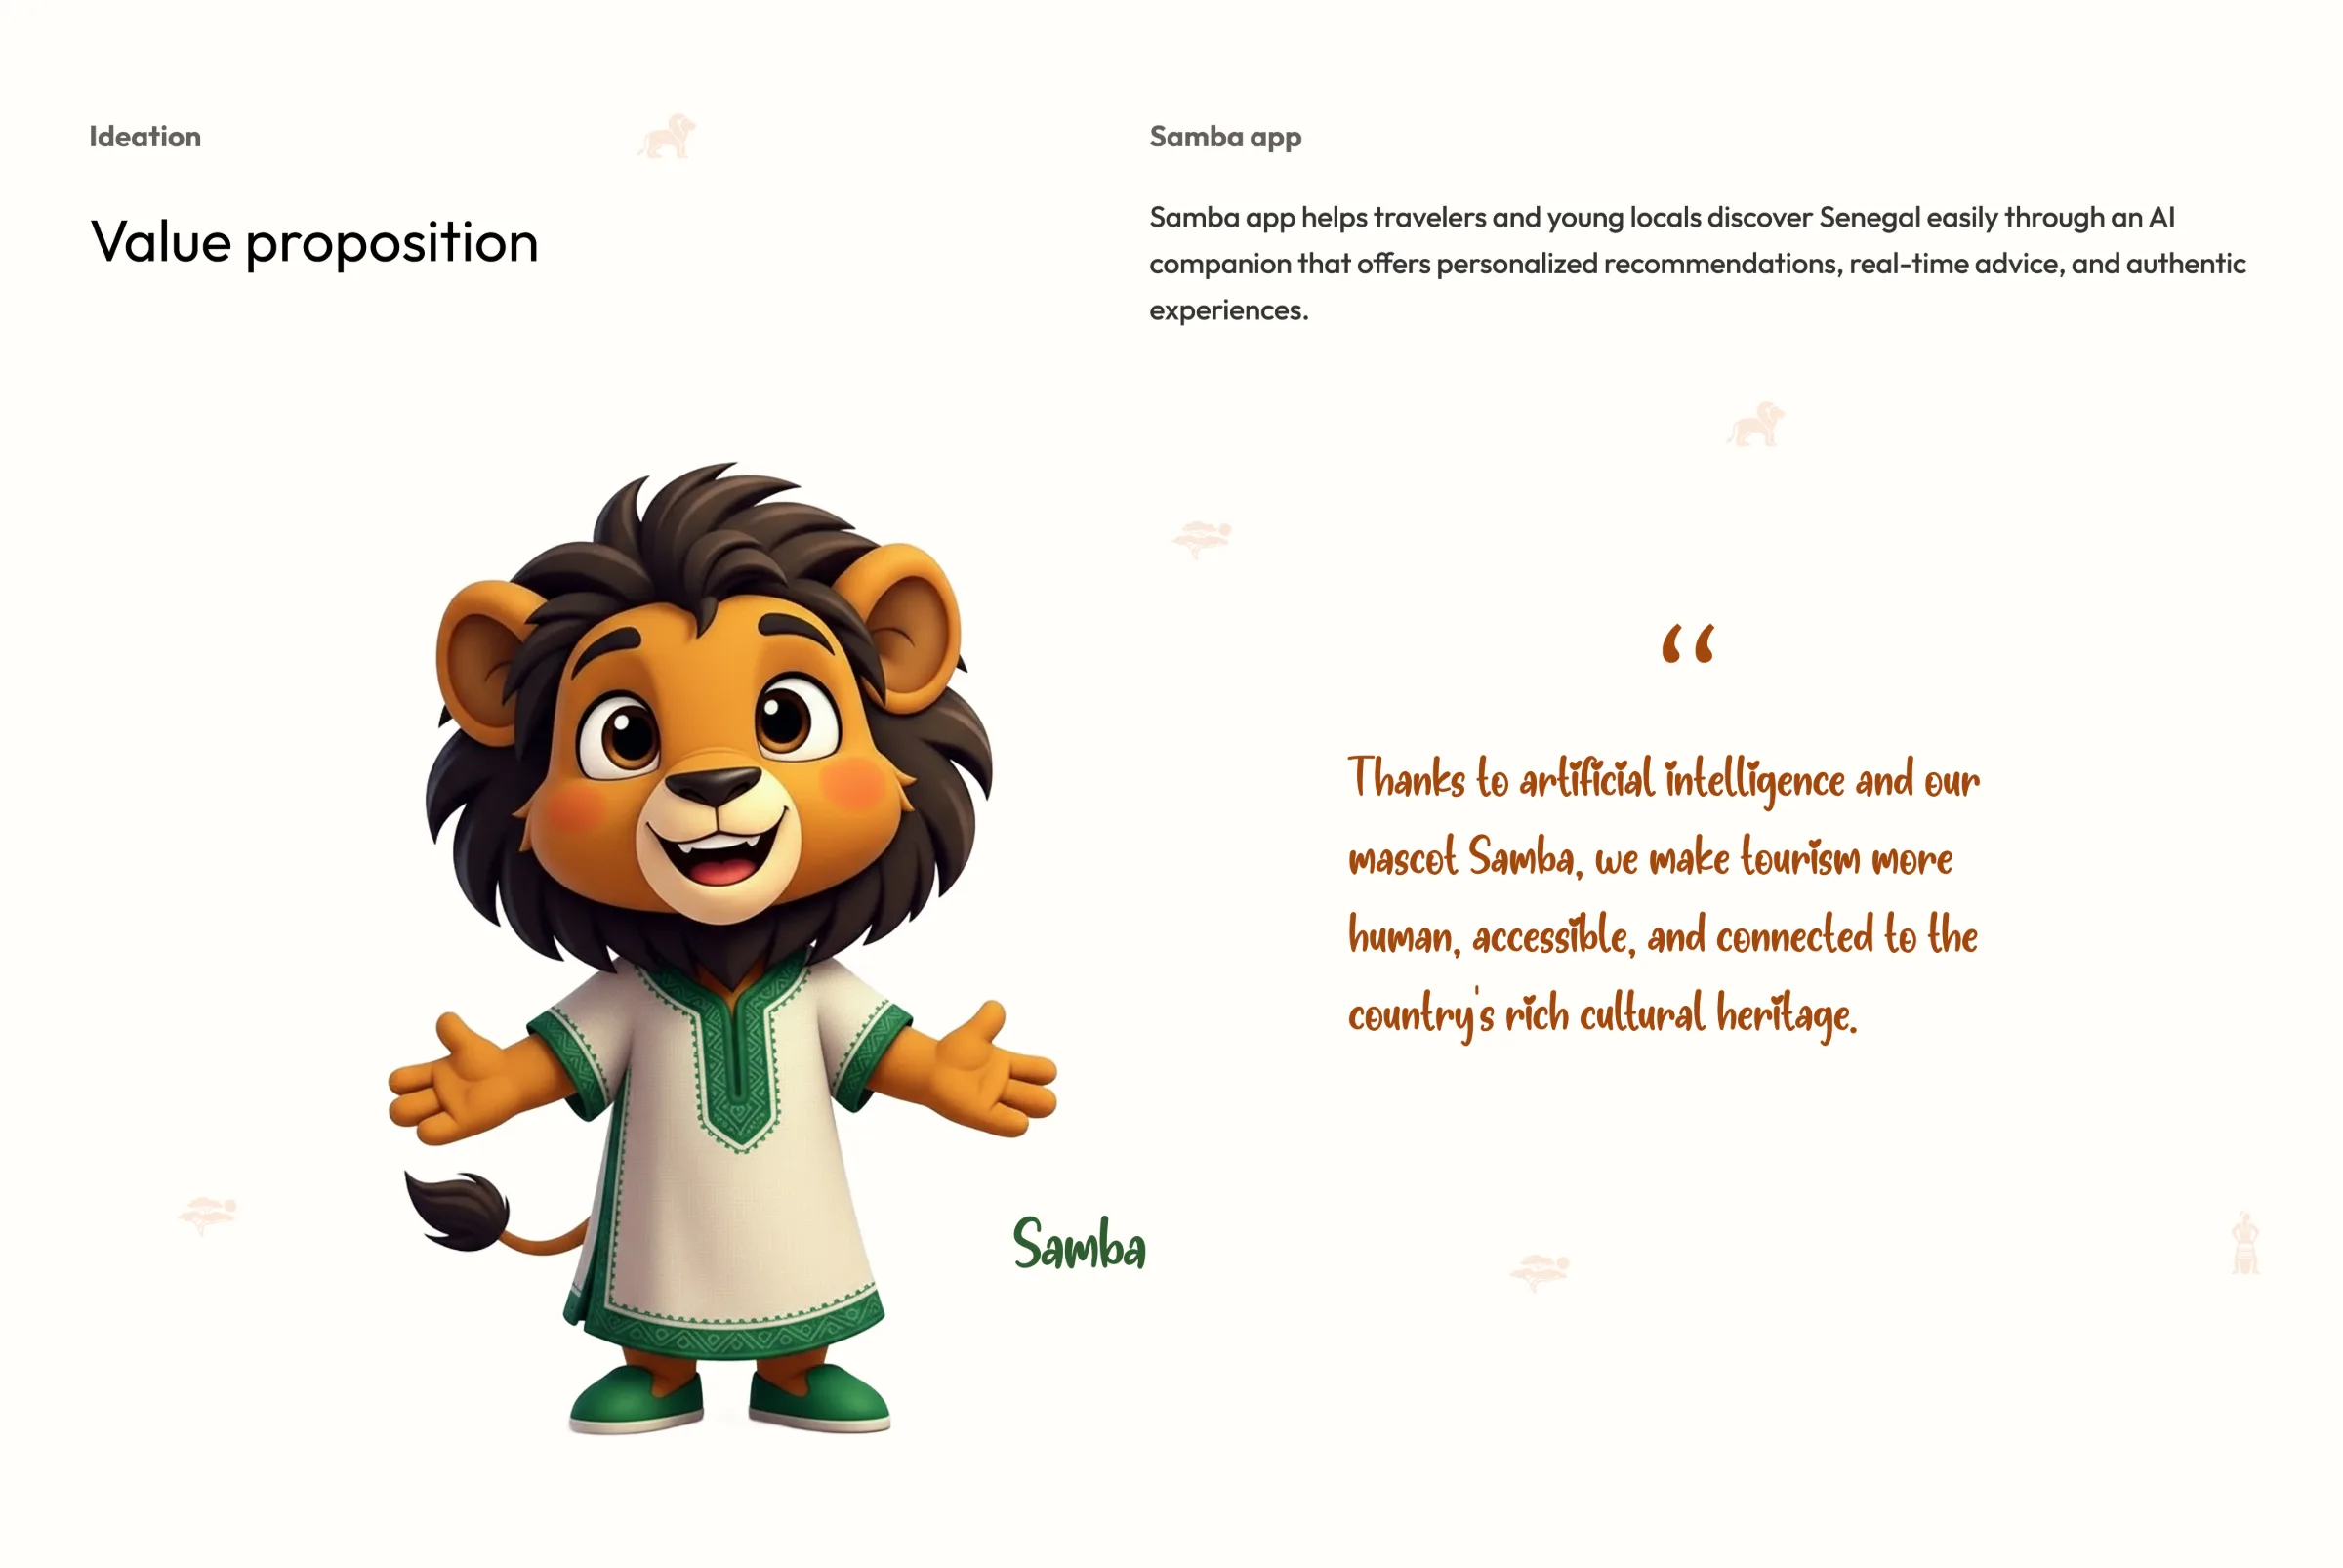 Ideation
Value proposition
Samba app
Samba app helps travelers and young locals discover Senegal easily through an AI
companion that offers personalized recommendations, real-time advice, and authentic
experiences.
“
Thanks to artificial intelligence and our
mascot Samba, we make tourism more
human, accessible, and connected to the
country's rich cultural heritage.
Samba